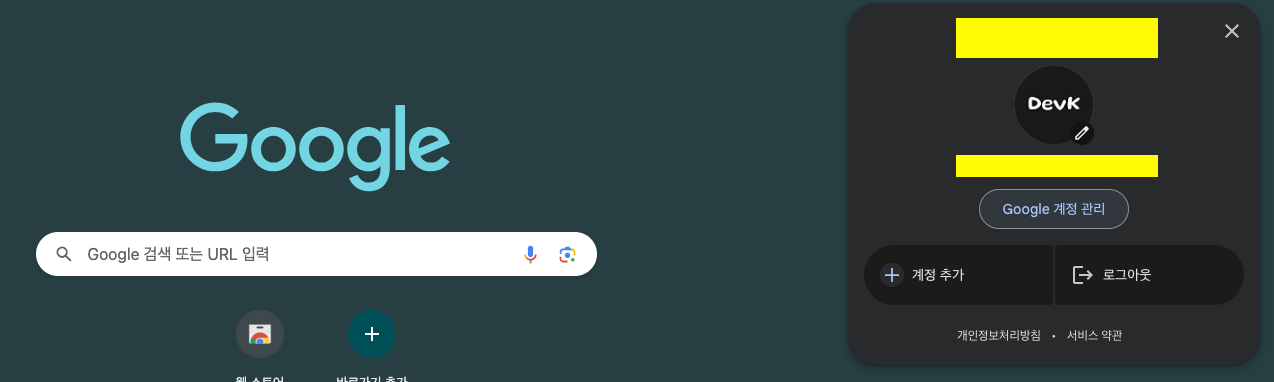 Google
Google 검색 또는 URL 입력
웹 스토어
바로가기 추가
DevK
Google 계정 관리
계정 추가
로그아웃
개인정보처리방침 • 서비스 약관